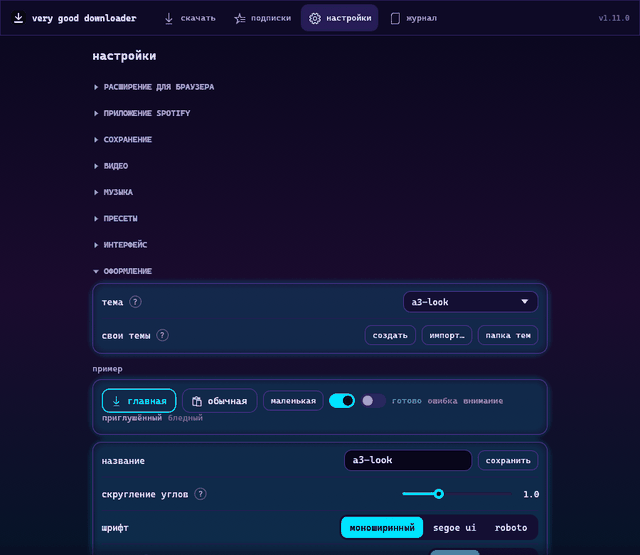 very good downloader скачать подписки настройки журнал v1.11.0
настройки
РАСШИРЕНИЕ ДЛЯ БРАУЗЕРА
ПРИЛОЖЕНИЕ SPOTIFY
СОХРАНЕНИЕ
ВИДЕО
МУЗЫКА
ПРЕСЕТЫ
ИНТЕРФЕЙС
ОФОРМЛЕНИЕ
тема ? a3-look
свои темы ? создать импорт… папка тем
пример
главная обычная маленькая готово ошибка внимание
приглушённый бледный
название a3-look сохранить
скругление углов ? 1.0
шрифт моноширинный segoe ui roboto